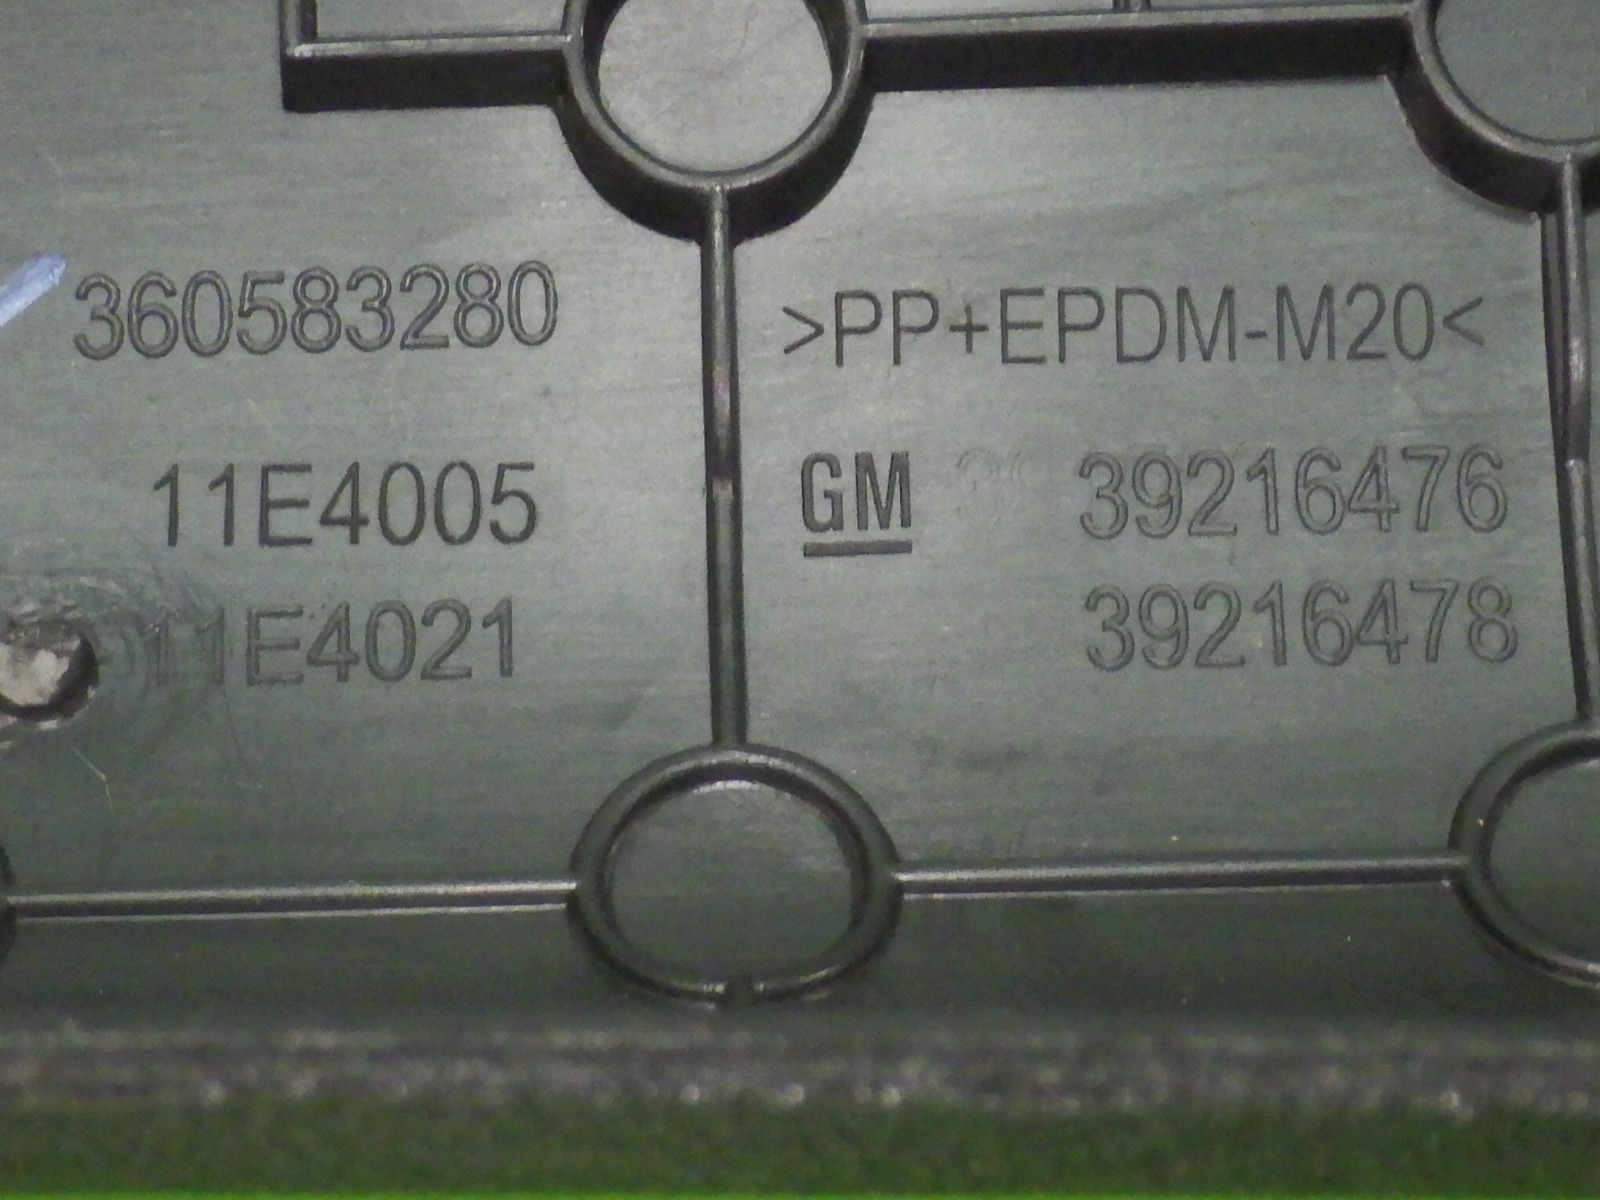 360583280
11E4005
11E4021
>PP+EPDM-M20<
GM 39216476
39216478